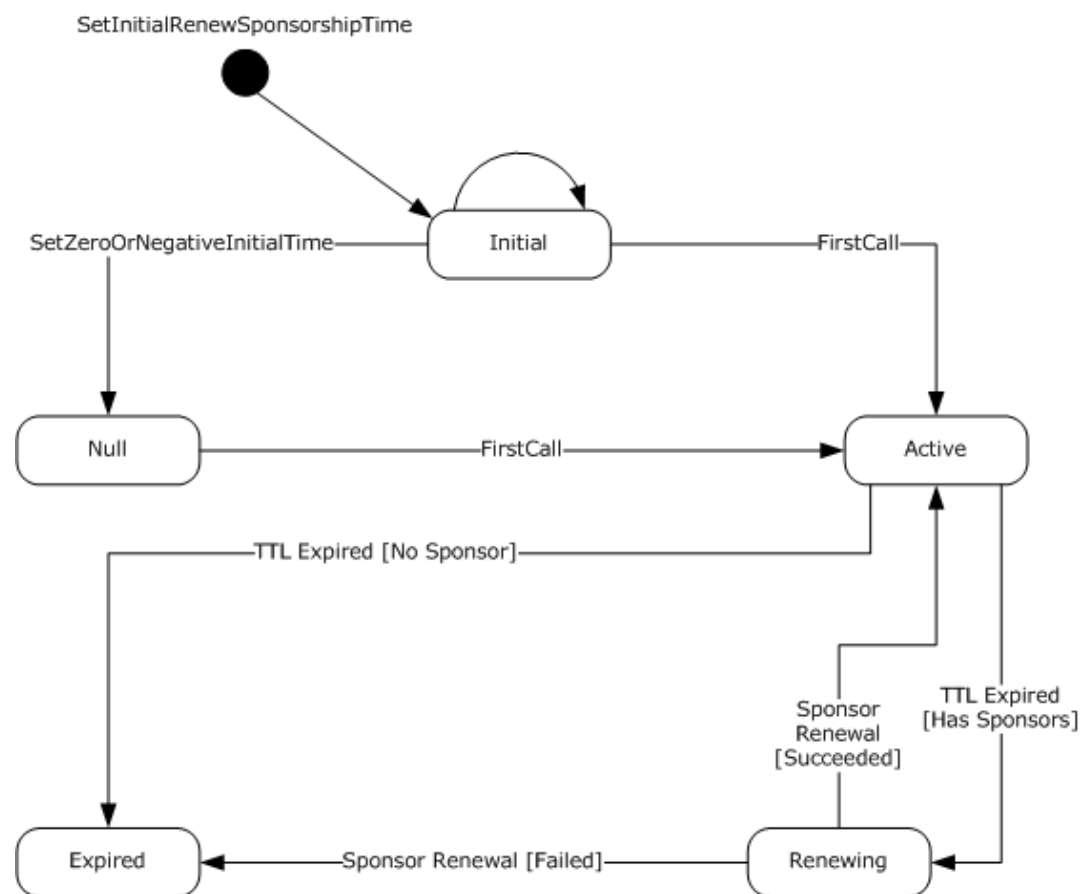 SetInitialRenewSponsorshipTime
Initial
SetZeroOrNegativeInitialTime
FirstCall
Null
FirstCall
Active
TTL Expired [No Sponsor]
TTL Expired
[Has Sponsors]
Sponsor
Renewal
[Succeeded]
Expired
Sponsor Renewal [Failed]
Renewing